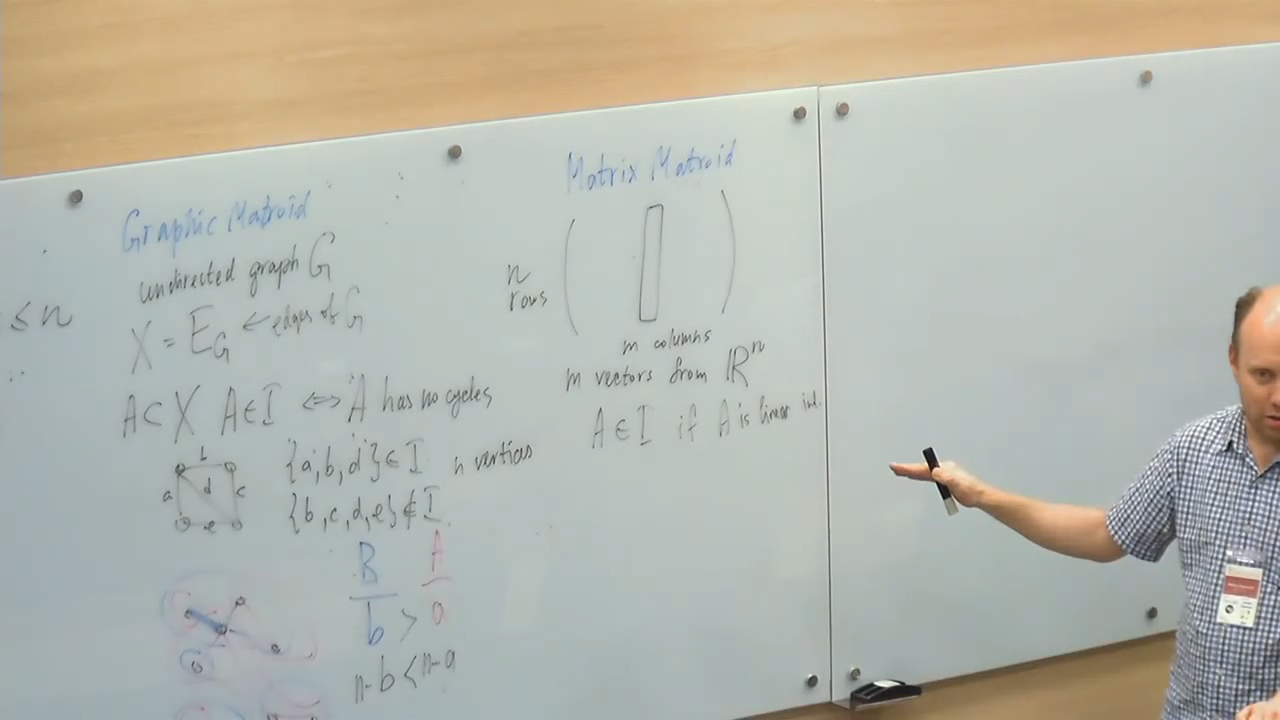 ≤ n
Graphic Matroid
undirected graph G
X = E_G ← edges of G
A ⊂ X A ∈ I ⟺ A has no cycles
b
a d c
e
{a, b, d} ∈ I n vertices
{b, c, d, e} ∉ I
B A
b > a
n-b < n-a
Matrix Matroid
n
rows
m columns
m vectors from ℝⁿ
A ∈ I if A is linear ind.